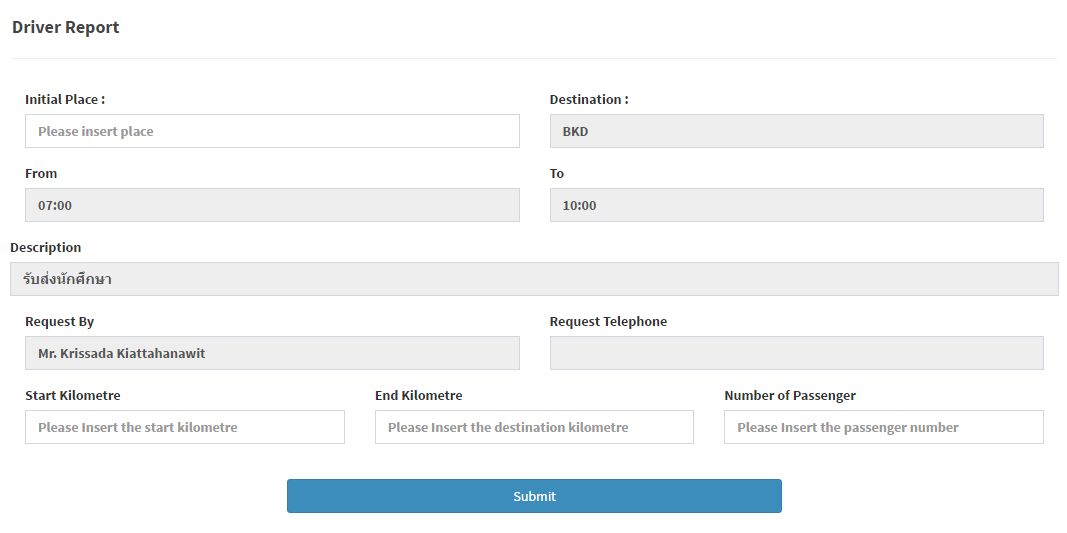 Driver Report
Initial Place : Destination :
Please insert place BKD
From To
07:00 10:00
Description
รับส่งนักศึกษา
Request By Request Telephone
Mr. Krissada Kiattahanawit
Start Kilometre End Kilometre Number of Passenger
Please Insert the start kilometre Please Insert the destination kilometre Please Insert the passenger number
Submit